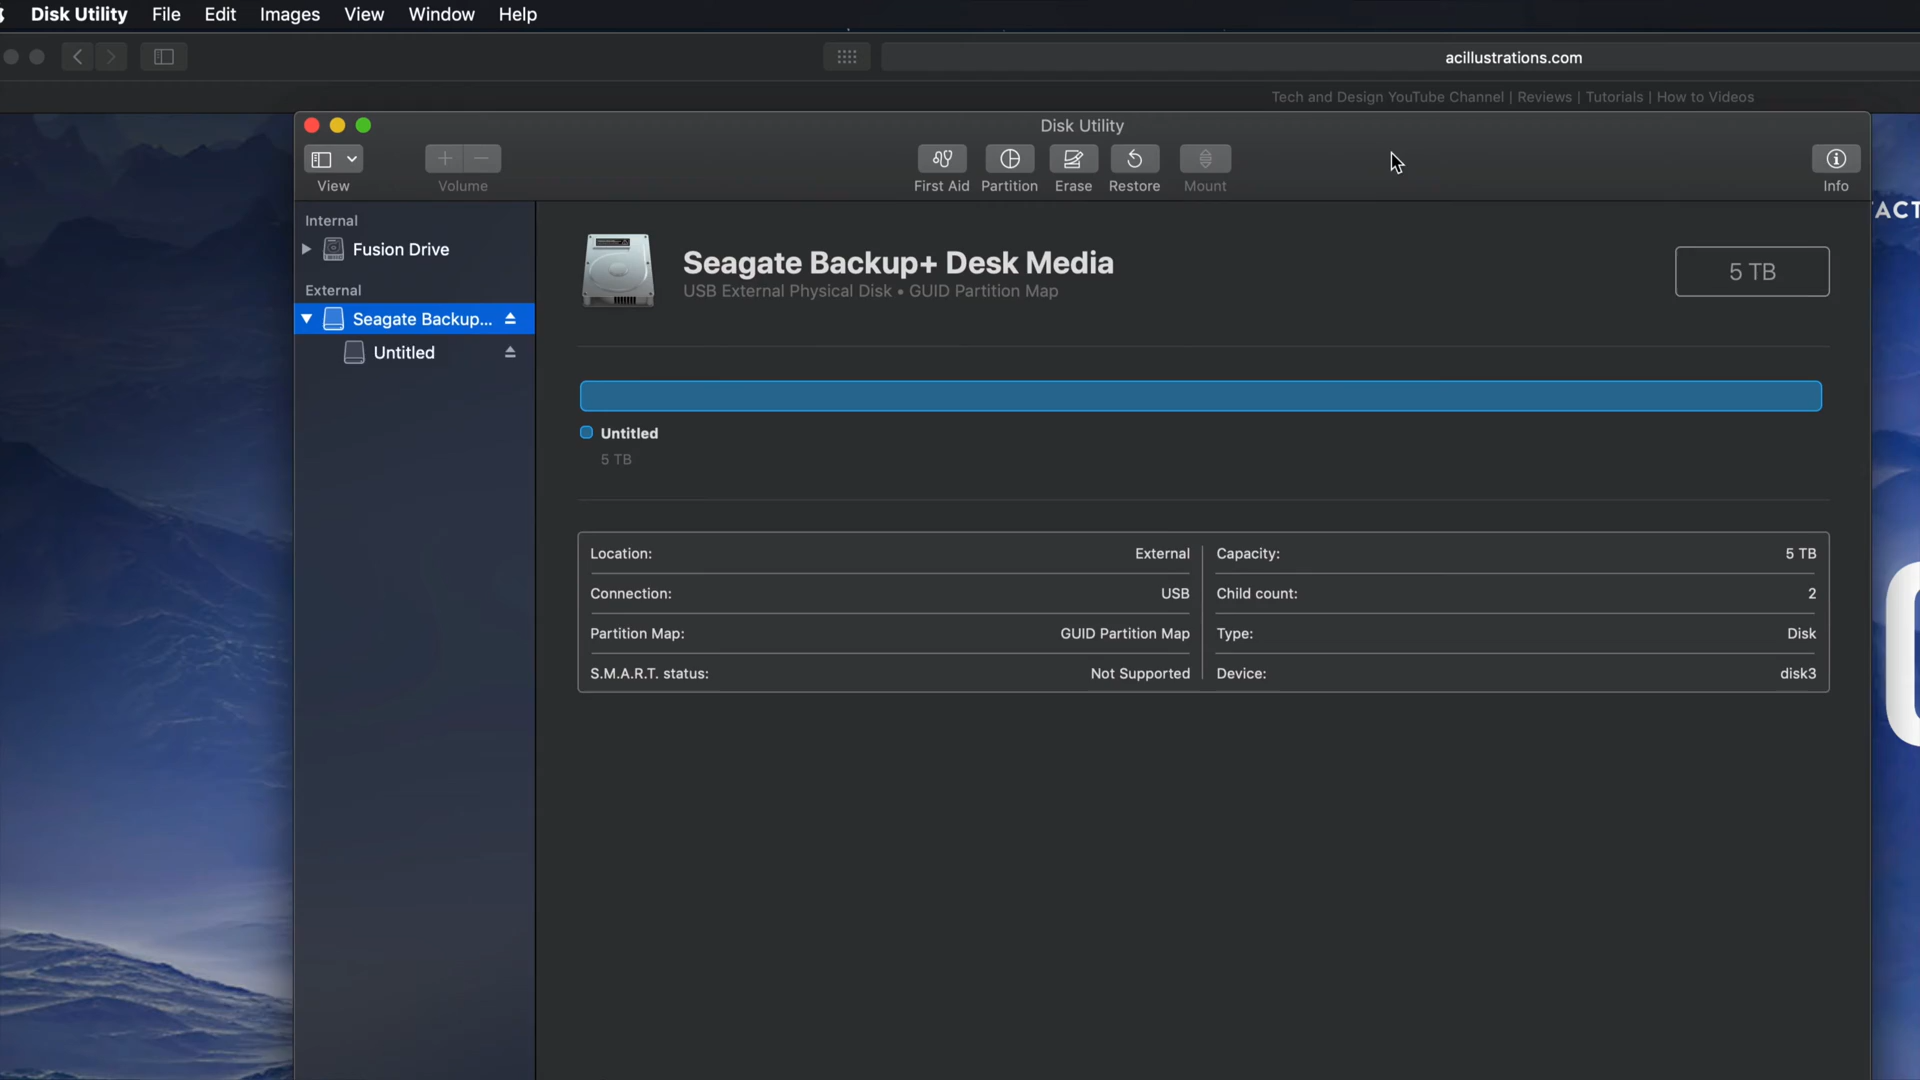 Disk Utility File Edit Images View Window Help
acillustrations.com
Tech and Design YouTube Channel | Reviews | Tutorials | How to Videos
Disk Utility
View Volume First Aid Partition Erase Restore Mount Info
ACT
Internal
Fusion Drive
External
Seagate Backup...
Untitled
Seagate Backup+ Desk Media
USB External Physical Disk • GUID Partition Map
5 TB
Untitled
5 TB
Location: External Capacity: 5 TB
Connection: USB Child count: 2
Partition Map: GUID Partition Map Type: Disk
S.M.A.R.T. status: Not Supported Device: disk3